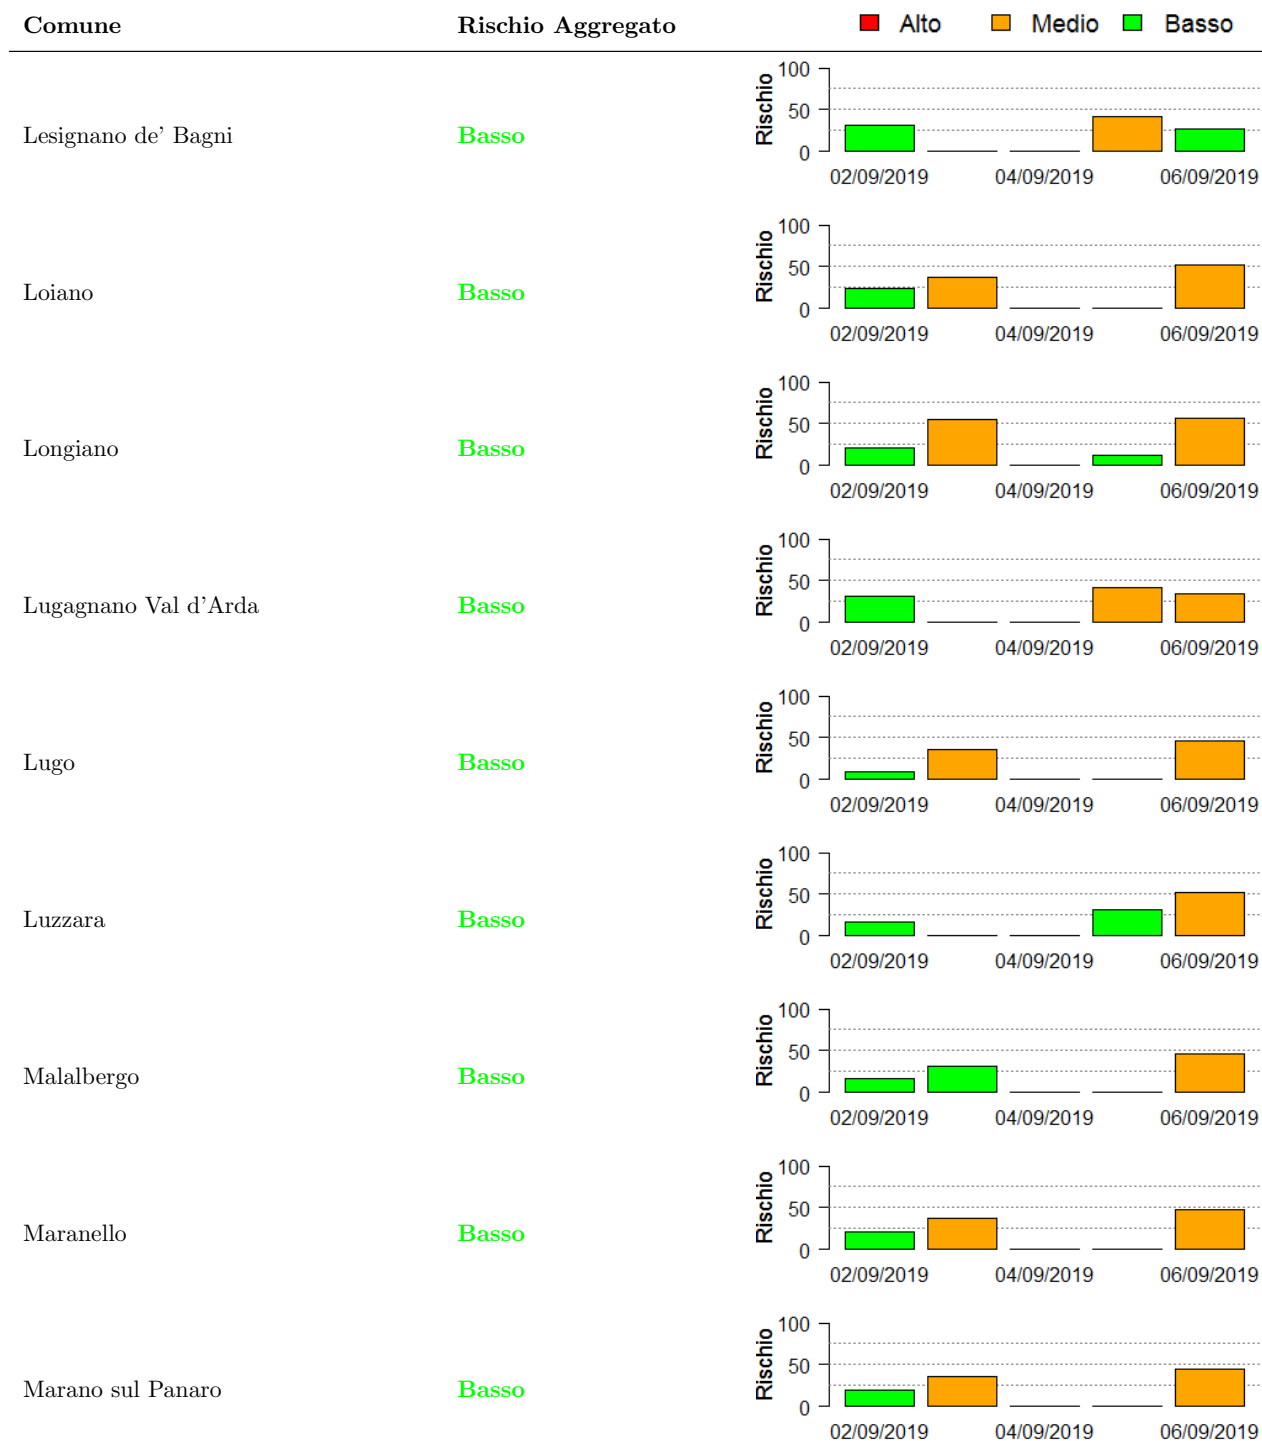 Comune Rischio Aggregato Alto Medio Basso
Lesignano de' Bagni Basso
Rischio
100
50
0
02/09/2019 04/09/2019 06/09/2019
Loiano Basso
Rischio
100
50
0
02/09/2019 04/09/2019 06/09/2019
Longiano Basso
Rischio
100
50
0
02/09/2019 04/09/2019 06/09/2019
Lugagnano Val d'Arda Basso
Rischio
100
50
0
02/09/2019 04/09/2019 06/09/2019
Lugo Basso
Rischio
100
50
0
02/09/2019 04/09/2019 06/09/2019
Luzzara Basso
Rischio
100
50
0
02/09/2019 04/09/2019 06/09/2019
Malalbergo Basso
Rischio
100
50
0
02/09/2019 04/09/2019 06/09/2019
Maranello Basso
Rischio
100
50
0
02/09/2019 04/09/2019 06/09/2019
Marano sul Panaro Basso
Rischio
100
50
0
02/09/2019 04/09/2019 06/09/2019